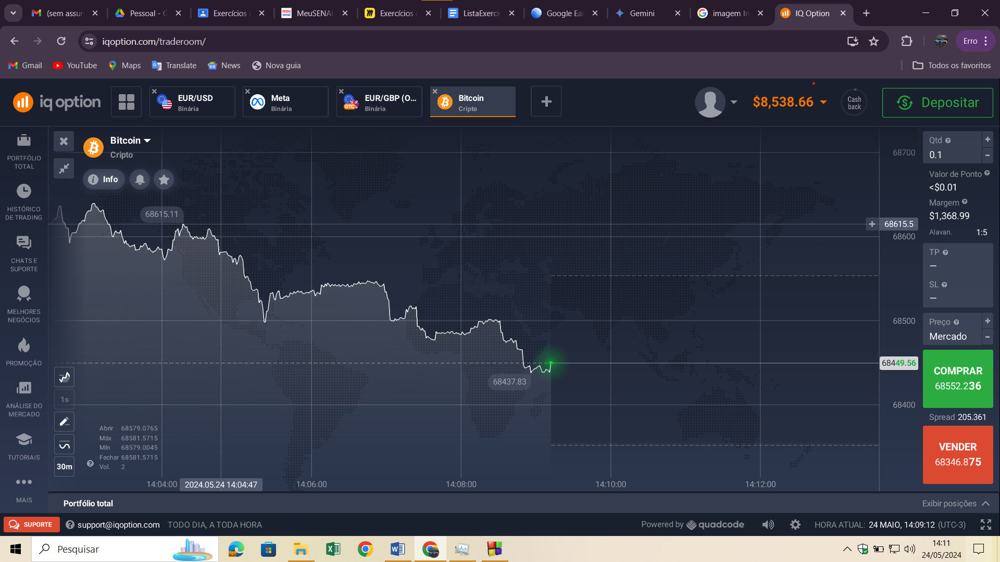 (sem assun
Pessoal - G
Exercícios
MeuSENAI
Exercícios
ListaExercíc
Google Ear
Gemini
imagem In
IQ Option
iqoption.com/traderoom/
Erro
Gmail
YouTube
Maps
Translate
News
Nova guia
Todos os favoritos
iq option
EUR/USD
Binária
Meta
Binária
OTC
EUR/GBP (O...
Binária
Bitcoin
Cripto
$8,538.66
Cash
back
Depositar
PORTFÓLIO
TOTAL
HISTÓRICO
DE TRADING
CHATS E
SUPORTE
MELHORES
NEGÓCIOS
PROMOÇÃO
ANÁLISE DO
MERCADO
TUTORIAIS
MAIS
Bitcoin
Cripto
Info
68615.11
68437.83
68700
68615.5
68600
68500
68449.56
68400
1s
30m
Abrir 68579.0765
Máx 68581.5715
Mín 68579.0045
Fechar 68581.5715
Vol. 2
14:04:00
2024.05.24 14:04:47
14:06:00
14:08:00
14:10:00
14:12:00
Qtd
0.1
Valor de Ponto
<$0.01
Margem
$1,368.99
Alavan. 1:5
TP
–
SL
–
Preço
Mercado
COMPRAR
68552.236
Spread 205.361
VENDER
68346.875
Portfólio total
Exibir posições
SUPORTE
support@iqoption.com
TODO DIA, A TODA HORA
Powered by quadcode
HORA ATUAL: 24 MAIO, 14:09:12 (UTC-3)
Pesquisar
14:11
24/05/2024